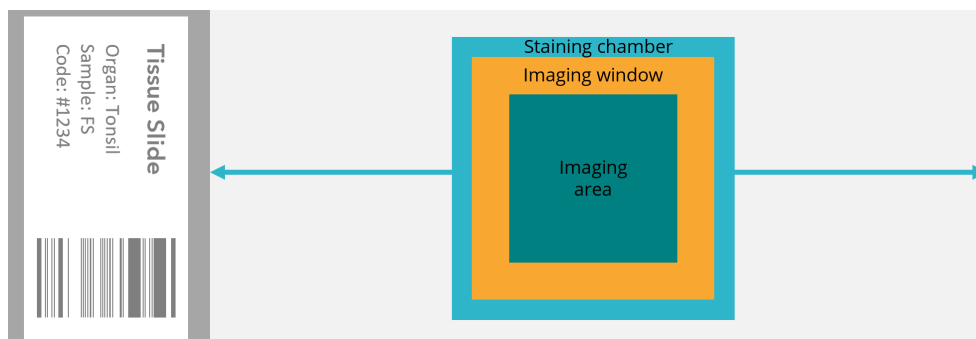 Tissue Slide
Organ: Tonsil
Sample: FS
Code: #1234
Staining chamber
Imaging window
Imaging
area